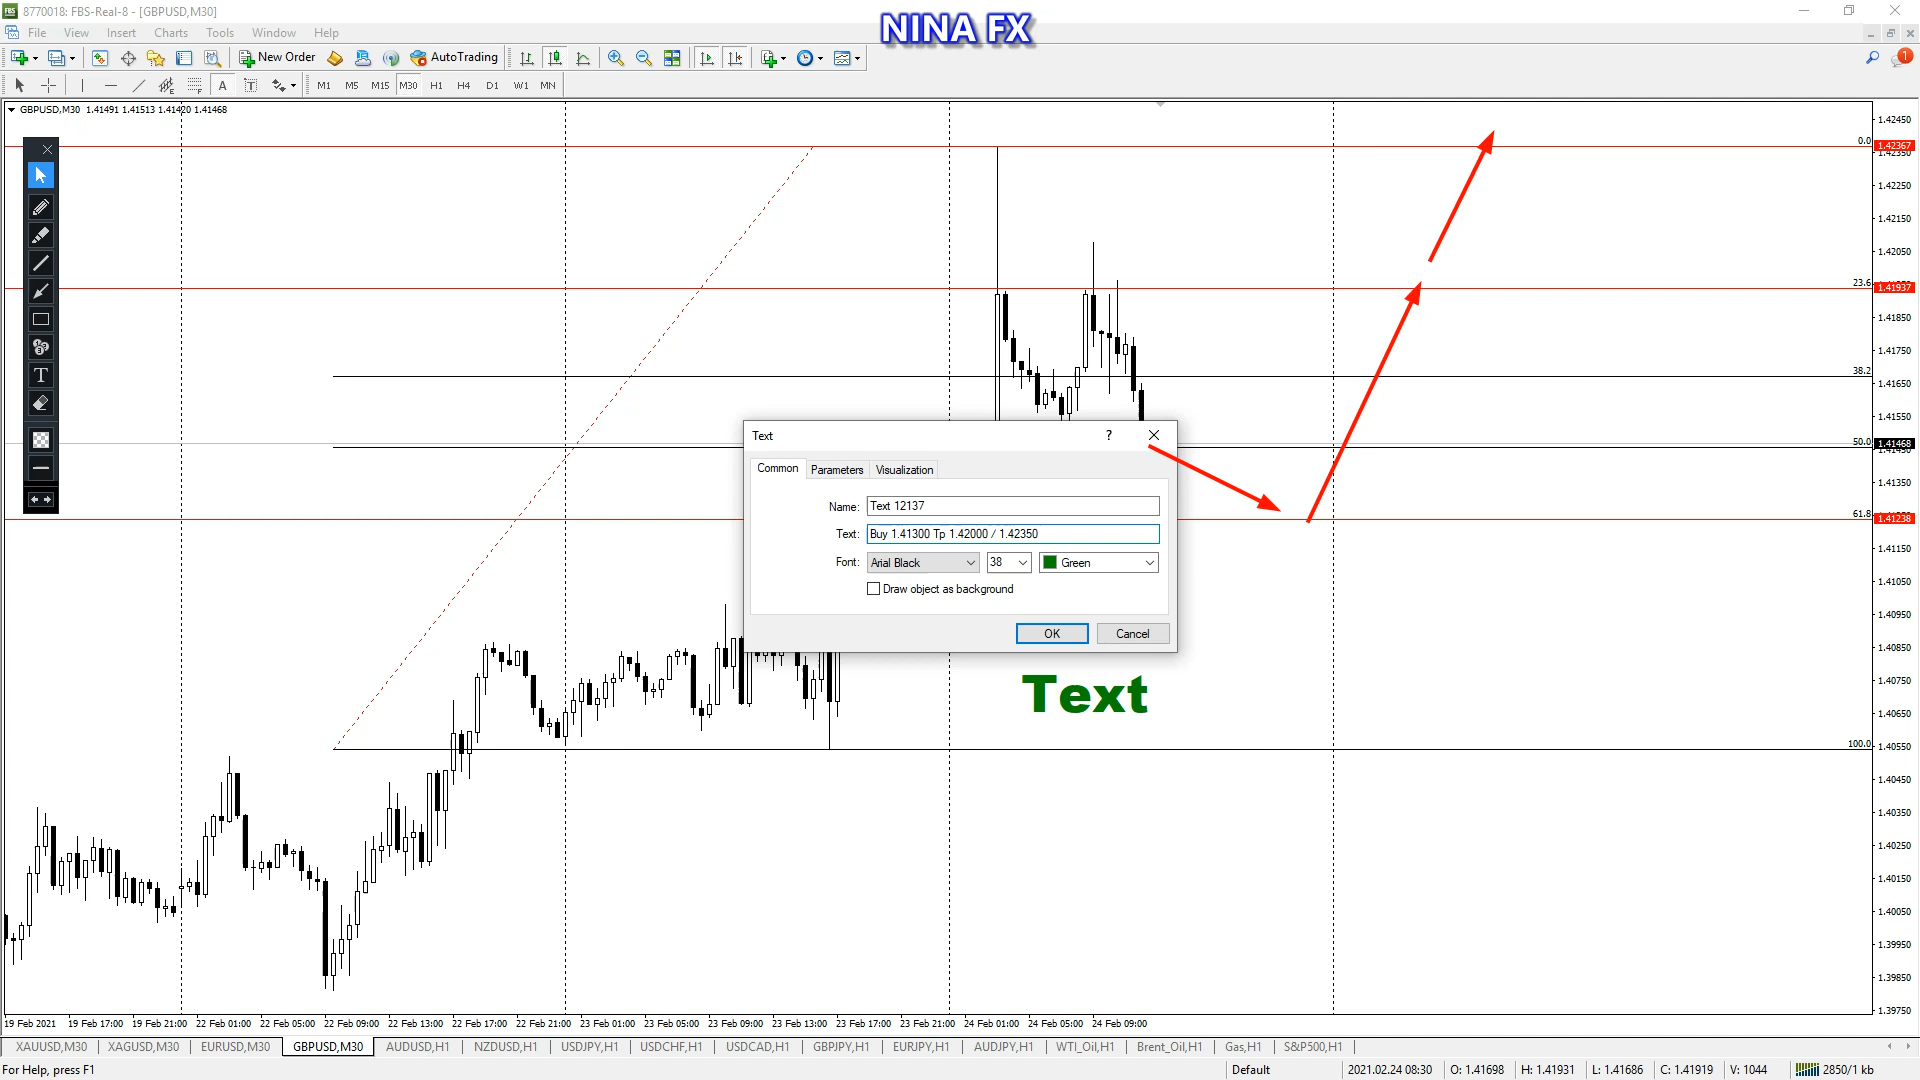 8770018: FBS-Real-8 - [GBPUSD,M30]
NINA FX
File View Insert Charts Tools Window Help
New Order AutoTrading
1
A T M1 M5 M15 M30 H1 H4 D1 W1 MN
GBPUSD,M30 1.41491 1.41513 1.41420 1.41468
1.42450
0.0 1.42367
1.42350
1.42250
1.42150
1.42050
23.6 1.41937
1.41850
1.41750
38.2
1.41650
1.41550
50.0 1.41468
1.41450
1.41350
61.8 1.41238
1.41150
1.41050
1.40950
1.40850
1.40750
1.40650
100.0 1.40550
1.40450
1.40350
1.40250
1.40150
1.40050
1.39950
1.39850
1.39750
Text ?
Common Parameters Visualization
Name: Text 12137
Text: Buy 1.41300 Tp 1.42000 / 1.42350
Font: Arial Black 38 Green
Draw object as background
OK Cancel
Text
19 Feb 2021 19 Feb 17:00 19 Feb 21:00 22 Feb 01:00 22 Feb 05:00 22 Feb 09:00 22 Feb 13:00 22 Feb 17:00 22 Feb 21:00 23 Feb 01:00 23 Feb 05:00 23 Feb 09:00 23 Feb 13:00 23 Feb 17:00 23 Feb 21:00 24 Feb 01:00 24 Feb 05:00 24 Feb 09:00
XAUUSD,M30 XAGUSD,M30 EURUSD,M30 GBPUSD,M30 AUDUSD,H1 NZDUSD,H1 USDJPY,H1 USDCHF,H1 USDCAD,H1 GBPJPY,H1 EURJPY,H1 AUDJPY,H1 WTI_Oil,H1 Brent_Oil,H1 Gas,H1 S&P500,H1
For Help, press F1 Default 2021.02.24 08:30 O: 1.41698 H: 1.41931 L: 1.41686 C: 1.41919 V: 1044 2850/1 kb